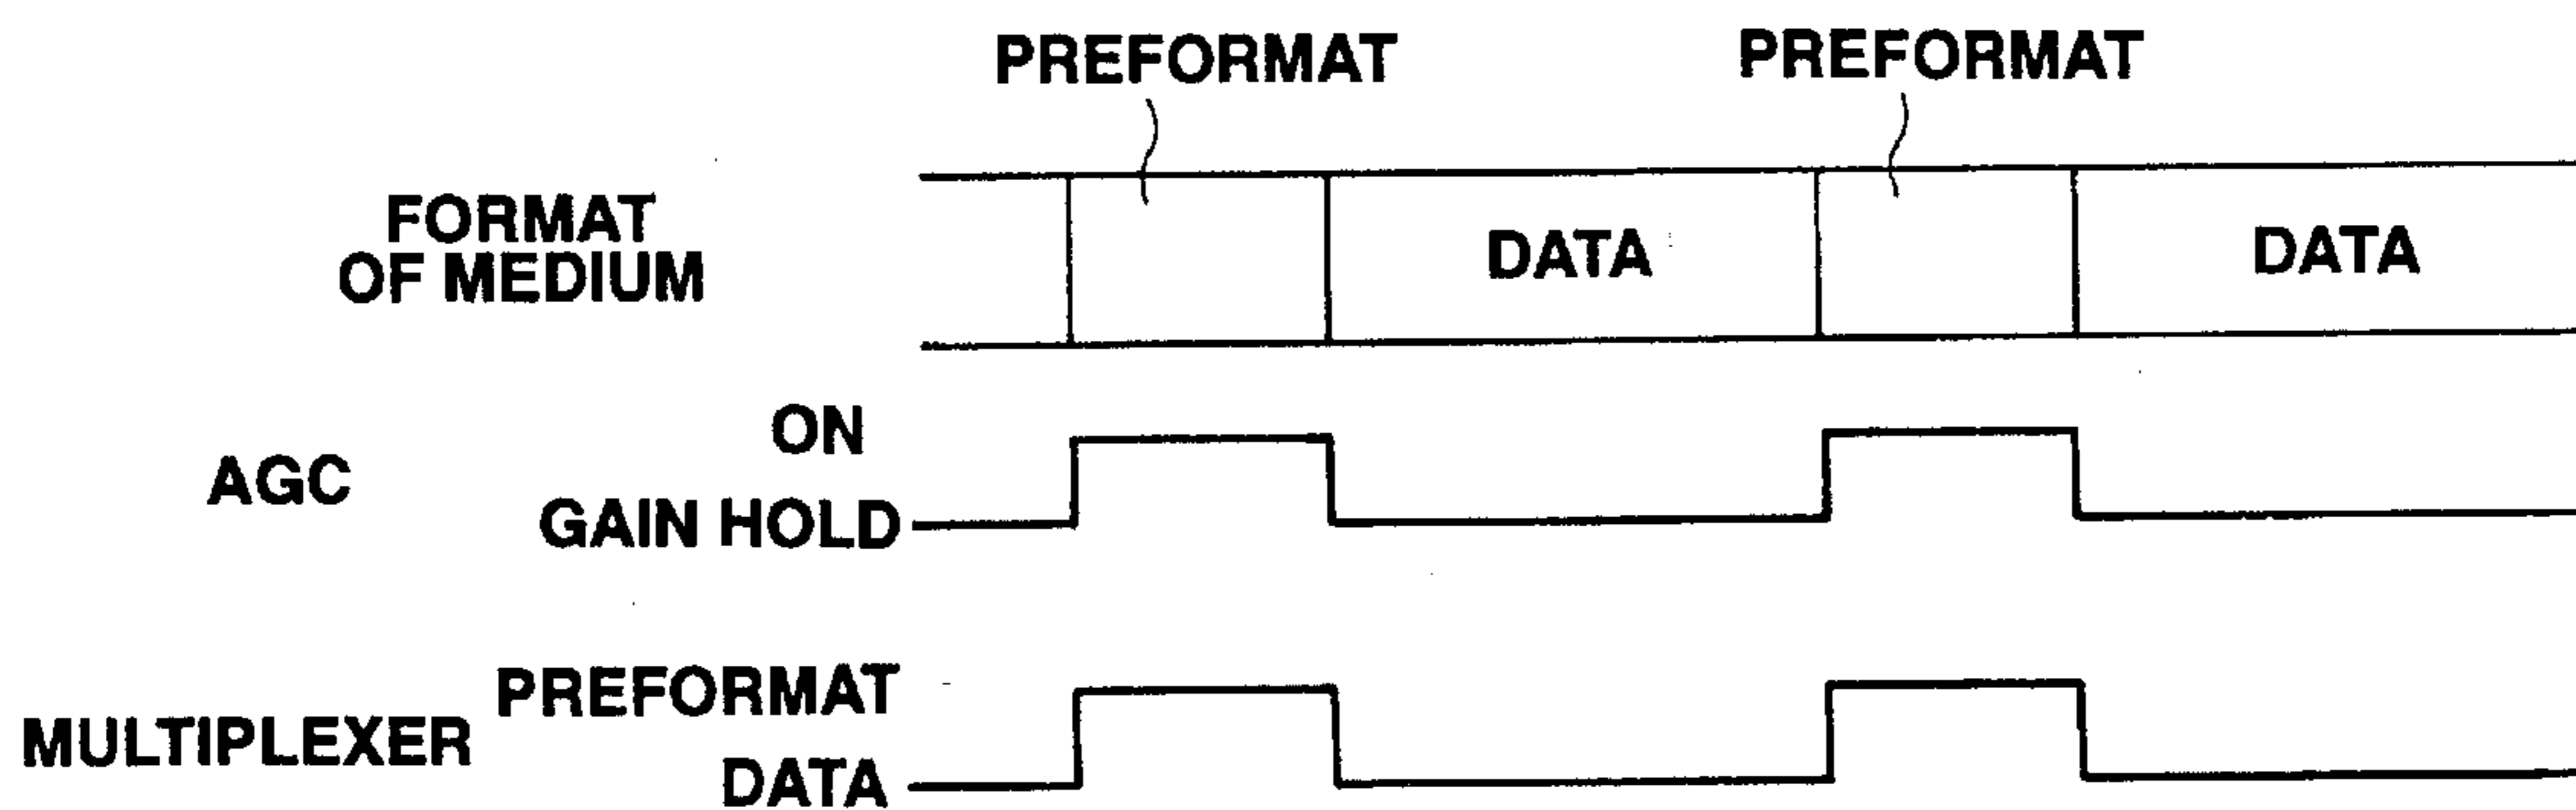 PREFORMAT PREFORMAT
FORMAT
OF MEDIUM
DATA DATA
ON
AGC
GAIN HOLD
PREFORMAT
MULTIPLEXER
DATA